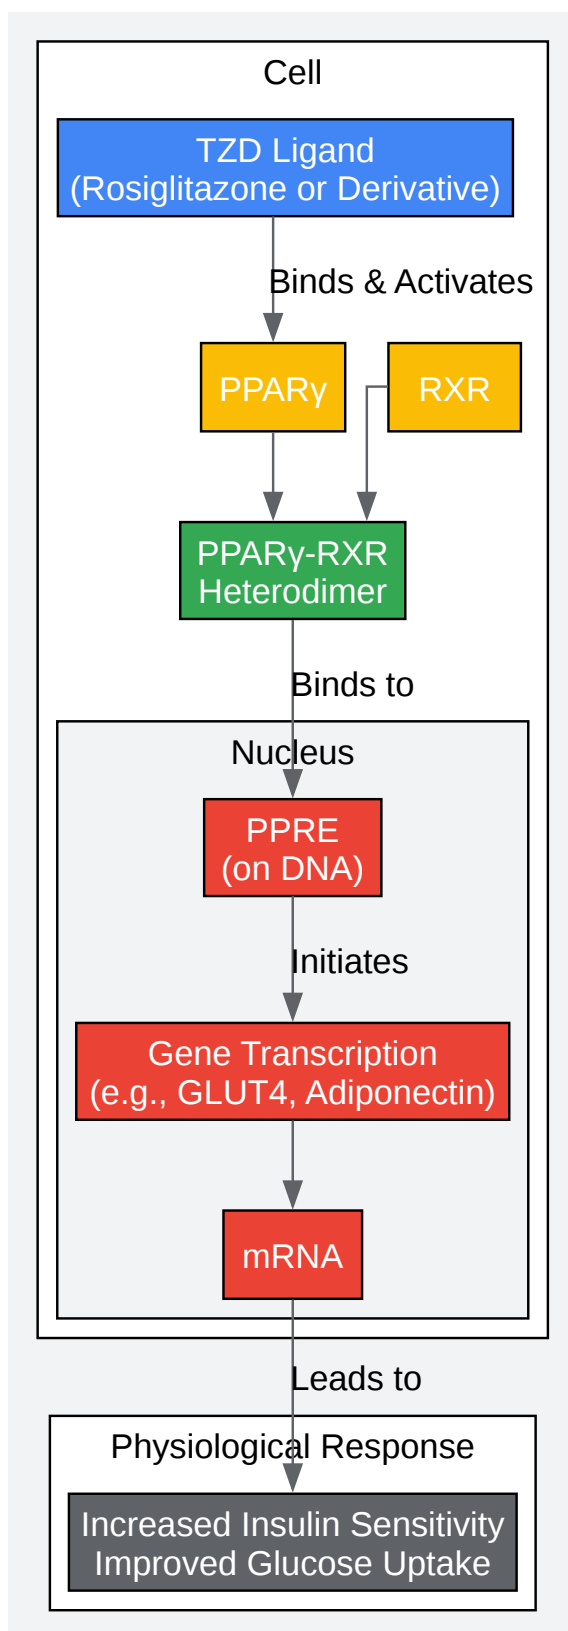 Cell
TZD Ligand
(Rosiglitazone or Derivative)
Binds & Activates
PPARγ
RXR
PPARγ-RXR
Heterodimer
Binds to
Nucleus
PPRE
(on DNA)
Initiates
Gene Transcription
(e.g., GLUT4, Adiponectin)
mRNA
Leads to
Physiological Response
Increased Insulin Sensitivity
Improved Glucose Uptake